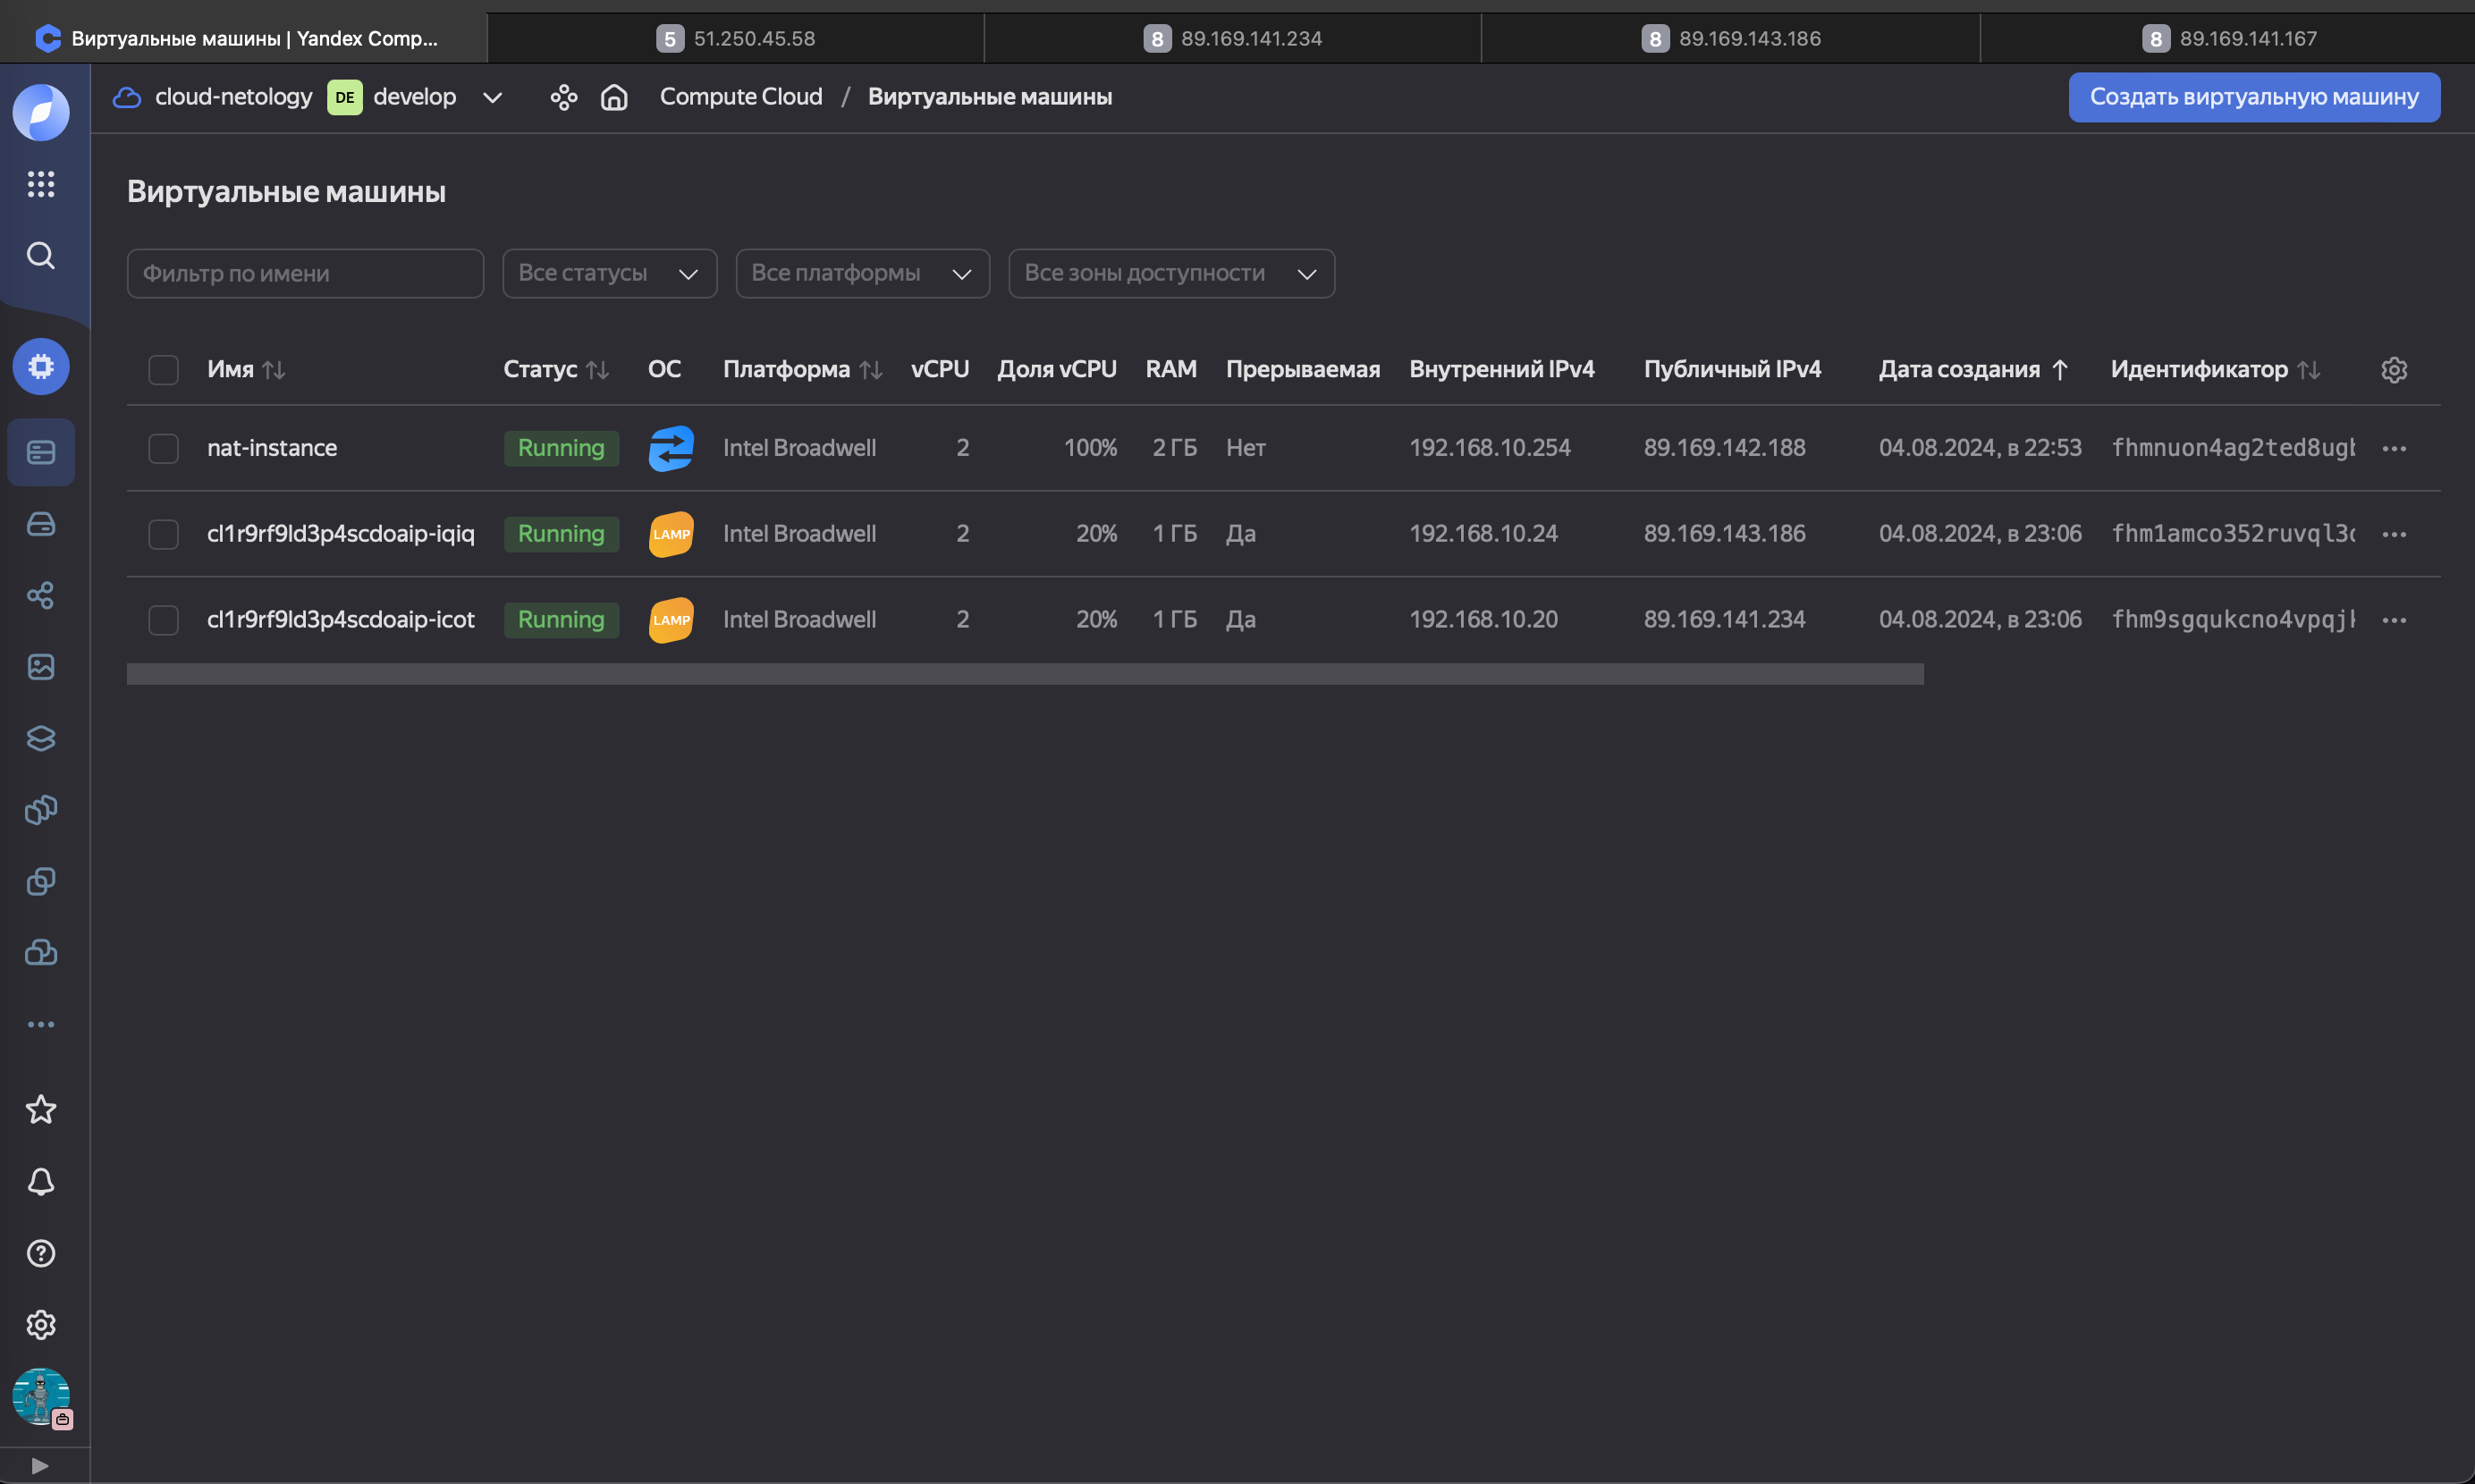 Виртуальные машины | Yandex Comp...
5 51.250.45.58
8 89.169.141.234
8 89.169.143.186
8 89.169.141.167
cloud-netology DE develop
Compute Cloud / Виртуальные машины
Создать виртуальную машину
Виртуальные машины
Фильтр по имени
Все статусы
Все платформы
Все зоны доступности
Имя Статус ОС Платформа vCPU Доля vCPU RAM Прерываемая Внутренний IPv4 Публичный IPv4 Дата создания Идентификатор
nat-instance Running Intel Broadwell 2 100% 2 ГБ Нет 192.168.10.254 89.169.142.188 04.08.2024, в 22:53
cl1r9rf9ld3p4scdoaip-iqiq Running LAMP Intel Broadwell 2 20% 1 ГБ Да 192.168.10.24 89.169.143.186 04.08.2024, в 23:06
cl1r9rf9ld3p4scdoaip-icot Running LAMP Intel Broadwell 2 20% 1 ГБ Да 192.168.10.20 89.169.141.234 04.08.2024, в 23:06